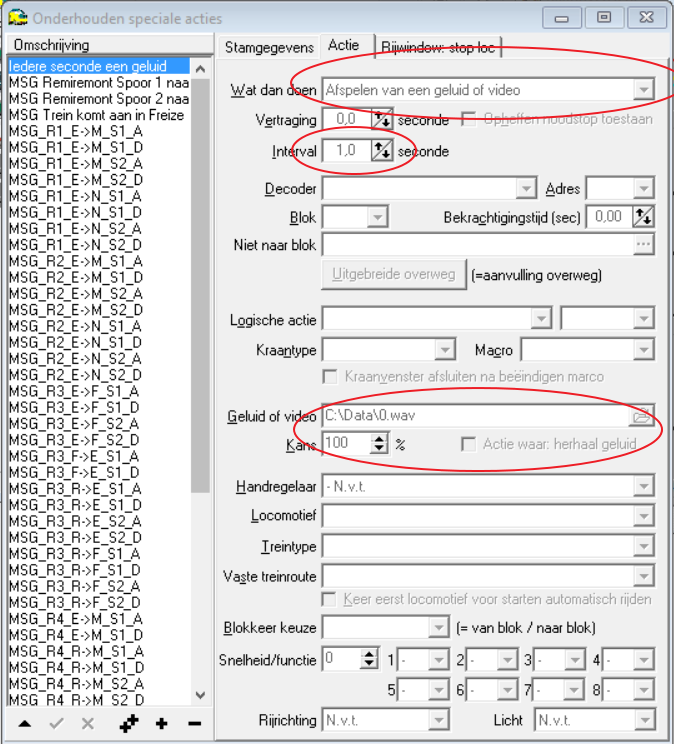 Onderhouden speciale acties
Omschrijving
Iedere seconde een geluid
MSG Remiremont Spoor 1 naa
MSG Remiremont Spoor 2 naa
MSG Trein komt aan in Freize
MSG_R1_E->M_S1_A
MSG_R1_E->M_S1_D
MSG_R1_E->M_S2_A
MSG_R1_E->M_S2_D
MSG_R1_E->N_S1_A
MSG_R1_E->N_S1_D
MSG_R1_E->N_S2_A
MSG_R1_E->N_S2_D
MSG_R2_E->M_S1_A
MSG_R2_E->M_S1_D
MSG_R2_E->M_S2_A
MSG_R2_E->M_S2_D
MSG_R2_E->N_S1_A
MSG_R2_E->N_S1_D
MSG_R2_E->N_S2_A
MSG_R2_E->N_S2_D
MSG_R3_E->F_S1_A
MSG_R3_E->F_S1_D
MSG_R3_E->F_S2_A
MSG_R3_E->F_S2_D
MSG_R3_F->E_S1_A
MSG_R3_F->E_S1_D
MSG_R3_R->E_S1_A
MSG_R3_R->E_S1_D
MSG_R3_R->E_S2_A
MSG_R3_R->E_S2_D
MSG_R3_R->F_S1_A
MSG_R3_R->F_S1_D
MSG_R3_R->F_S2_A
MSG_R3_R->F_S2_D
MSG_R4_E->M_S1_A
MSG_R4_E->M_S1_D
MSG_R4_R->M_S1_A
MSG_R4_R->M_S1_D
MSG_R4_R->M_S2_A
MSG_R4_R->M_S2_D
Stamgegevens Actie Rijwindow: stop loc
Wat dan doen Afspelen van een geluid of video
Vertraging 0,0 seconde Opheffen noodstop toestaan
Interval 1,0 seconde
Decoder Adres
Blok Bekrachtigingstijd (sec) 0,00
Niet naar blok ...
Uitgebreide overweg (=aanvulling overweg)
Logische actie
Kraantype Macro
Kraanvenster afsluiten na beëindigen marco
Geluid of video C:\Data\0.wav
Kans 100 % Actie waar: herhaal geluid
Handregelaar - N.v.t.
Locomotief
Treintype
Vaste treinroute
Keer eerst locomotief voor starten automatisch rijden
Blokkeer keuze (= van blok / naar blok)
Snelheid/functie 0 1 - 2 - 3 - 4 -
5 - 6 - 7 - 8 -
Rijrichting N.v.t. Licht N.v.t.